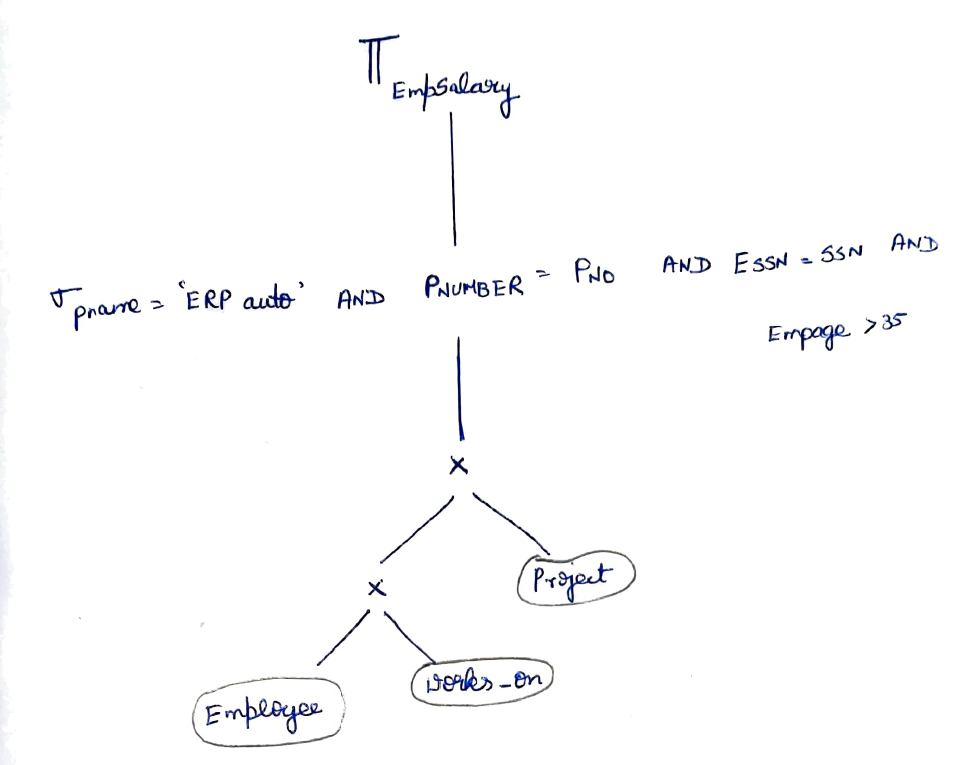 π EmpSalary
σ pname = 'ERP auto' AND PNUMBER = PNO AND ESSN = SSN AND
Empage > 35
×
Project
×
works_on
Employee